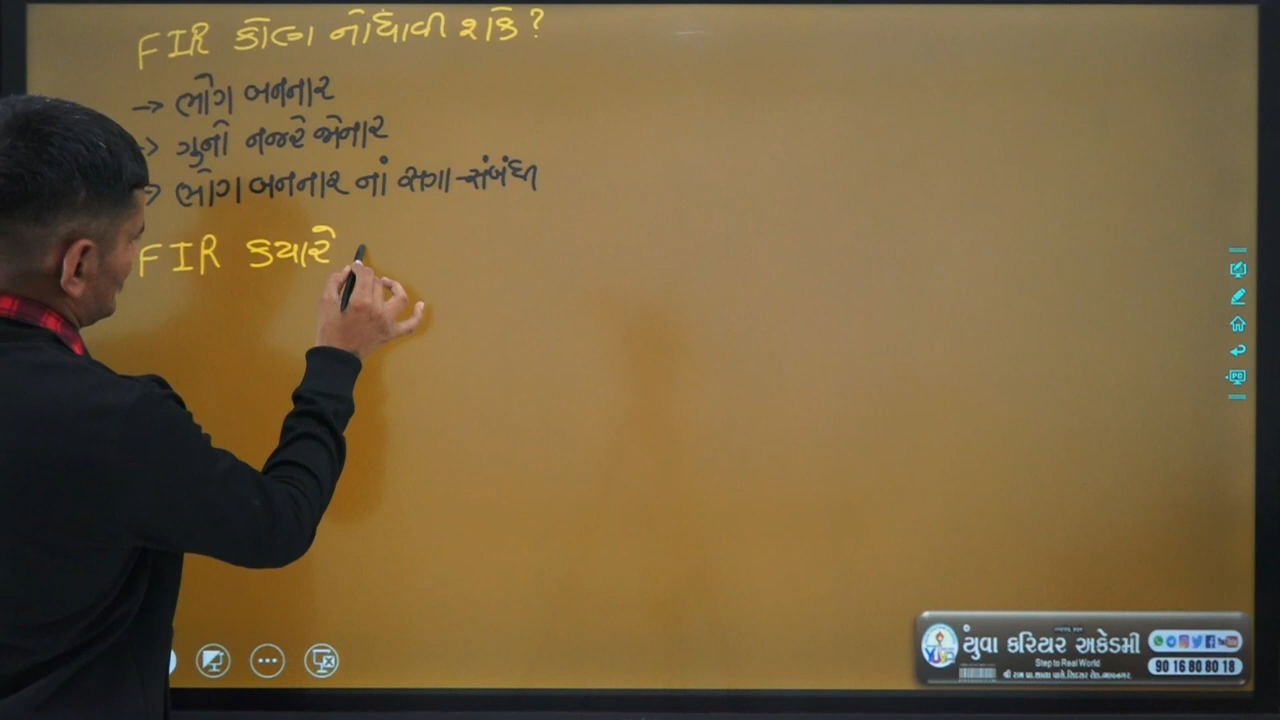 FIR કોણ નોંધાવી શકે?
→ ભોગ બનનાર
→ ગુનો નજરે જોનાર
→ ભોગ બનનાર નાં સગા-સંબંધી
FIR ક્યારે
યુવા કરિયર અકેડમી
Step to Real World
90 16 80 80 18